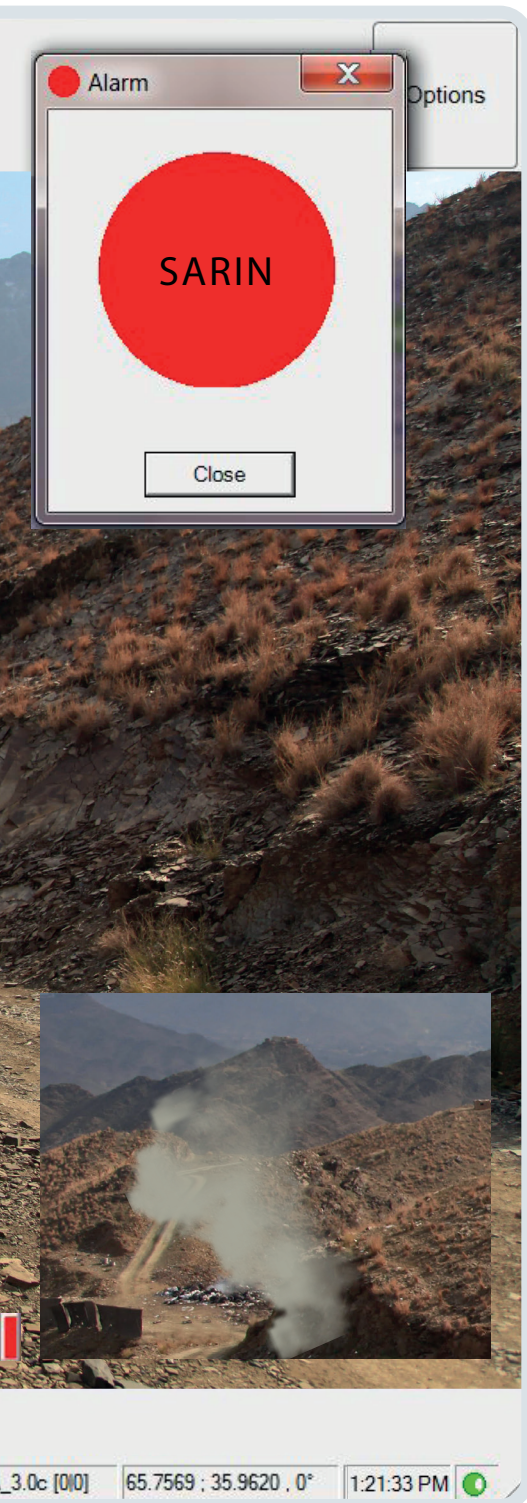 Alarm
Options
SARIN
Close
_3.0c [0|0]
65.7569 ; 35.9620 , 0°
1:21:33 PM